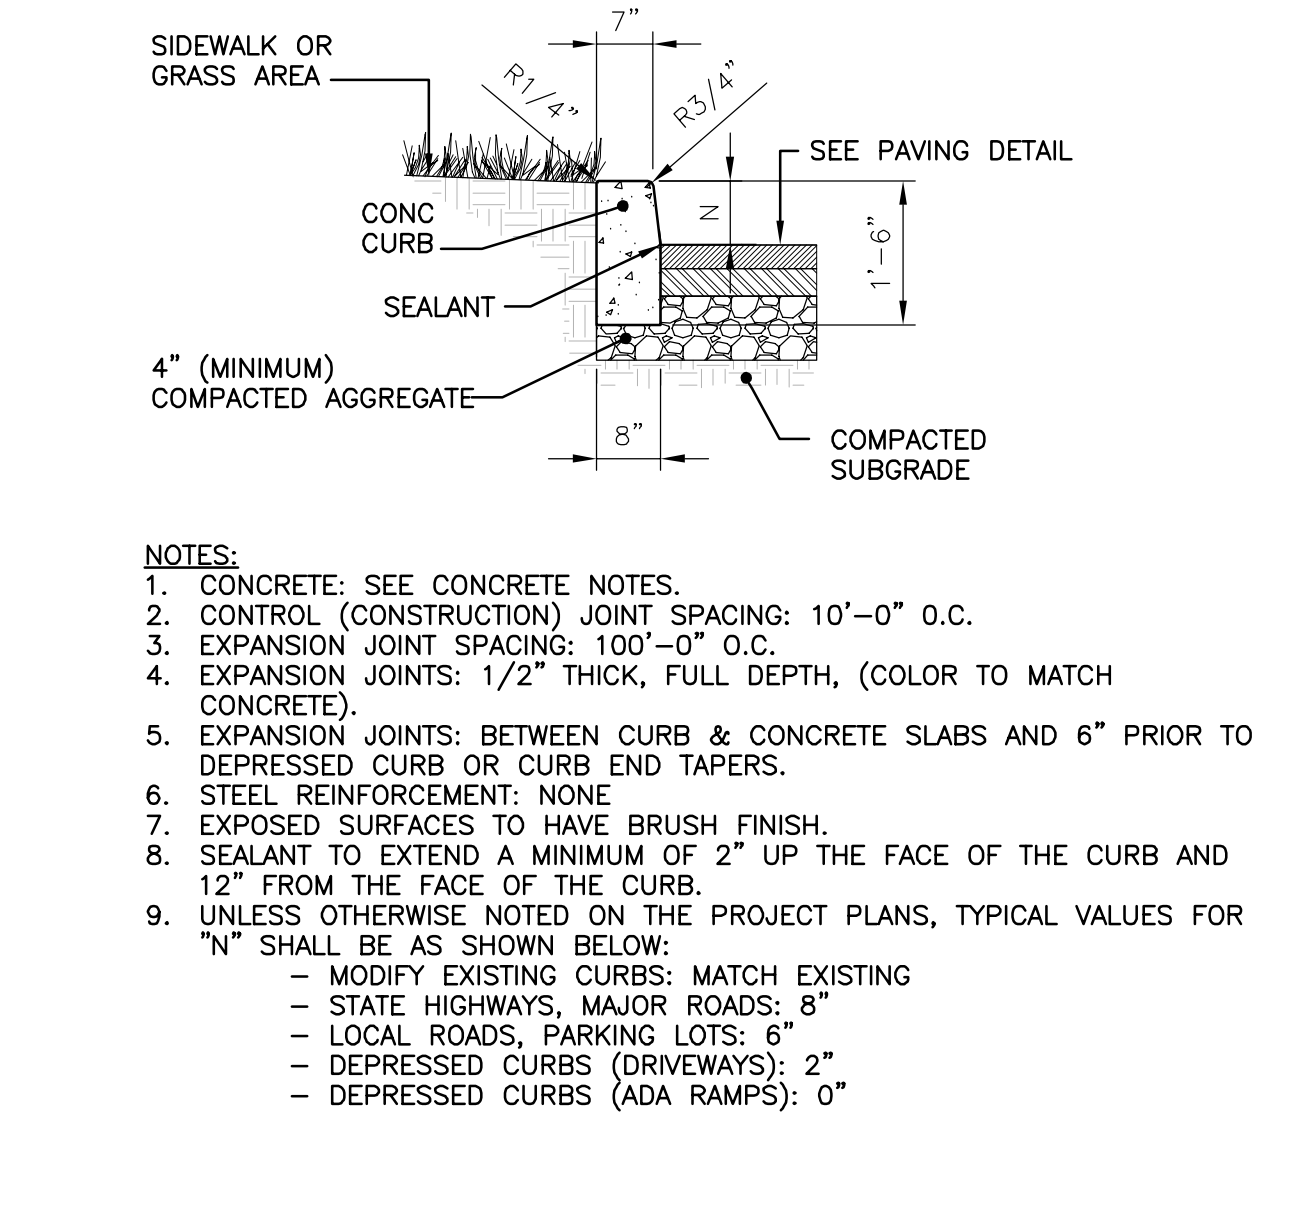 7”
SIDEWALK OR
GRASS AREA
R1/4”
R3/4”
SEE PAVING DETAIL
CONC
CURB
N
1'–6”
SEALANT
4” (MINIMUM)
COMPACTED AGGREGATE
8”
COMPACTED
SUBGRADE
NOTES:
1. CONCRETE: SEE CONCRETE NOTES.
2. CONTROL (CONSTRUCTION) JOINT SPACING: 10'–0” O.C.
3. EXPANSION JOINT SPACING: 100'–0” O.C.
4. EXPANSION JOINTS: 1/2” THICK, FULL DEPTH, (COLOR TO MATCH
CONCRETE).
5. EXPANSION JOINTS: BETWEEN CURB & CONCRETE SLABS AND 6” PRIOR TO
DEPRESSED CURB OR CURB END TAPERS.
6. STEEL REINFORCEMENT: NONE
7. EXPOSED SURFACES TO HAVE BRUSH FINISH.
8. SEALANT TO EXTEND A MINIMUM OF 2” UP THE FACE OF THE CURB AND
12” FROM THE FACE OF THE CURB.
9. UNLESS OTHERWISE NOTED ON THE PROJECT PLANS, TYPICAL VALUES FOR
”N” SHALL BE AS SHOWN BELOW:
– MODIFY EXISTING CURBS: MATCH EXISTING
– STATE HIGHWAYS, MAJOR ROADS: 8”
– LOCAL ROADS, PARKING LOTS: 6”
– DEPRESSED CURBS (DRIVEWAYS): 2”
– DEPRESSED CURBS (ADA RAMPS): 0”